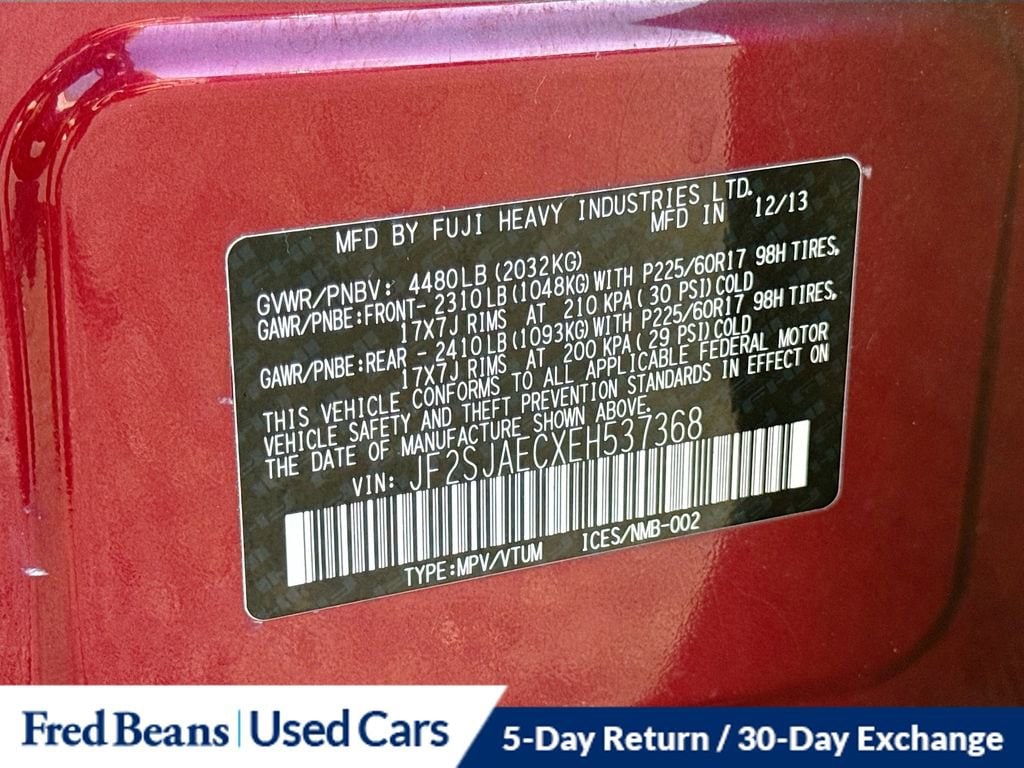 MFD BY FUJI HEAVY INDUSTRIES LTD.
MFD IN 12/13
GVWR/PNBV: 4480LB (2032KG)
GAWR/PNBE:FRONT- 2310LB (1048KG) WITH P225/60R17 98H TIRES,
17X7J RIMS AT 210 KPA (30 PSI) COLD
GAWR/PNBE:REAR - 2410LB (1093KG) WITH P225/60R17 98H TIRES,
17X7J RIMS AT 200 KPA (29 PSI) COLD
THIS VEHICLE CONFORMS TO ALL APPLICABLE FEDERAL MOTOR
VEHICLE SAFETY AND THEFT PREVENTION STANDARDS IN EFFECT ON
THE DATE OF MANUFACTURE SHOWN ABOVE.
VIN: JF2SJAECXEH537368
TYPE:MPV/VTUM ICES/NMB-002
Fred Beans Used Cars 5-Day Return / 30-Day Exchange